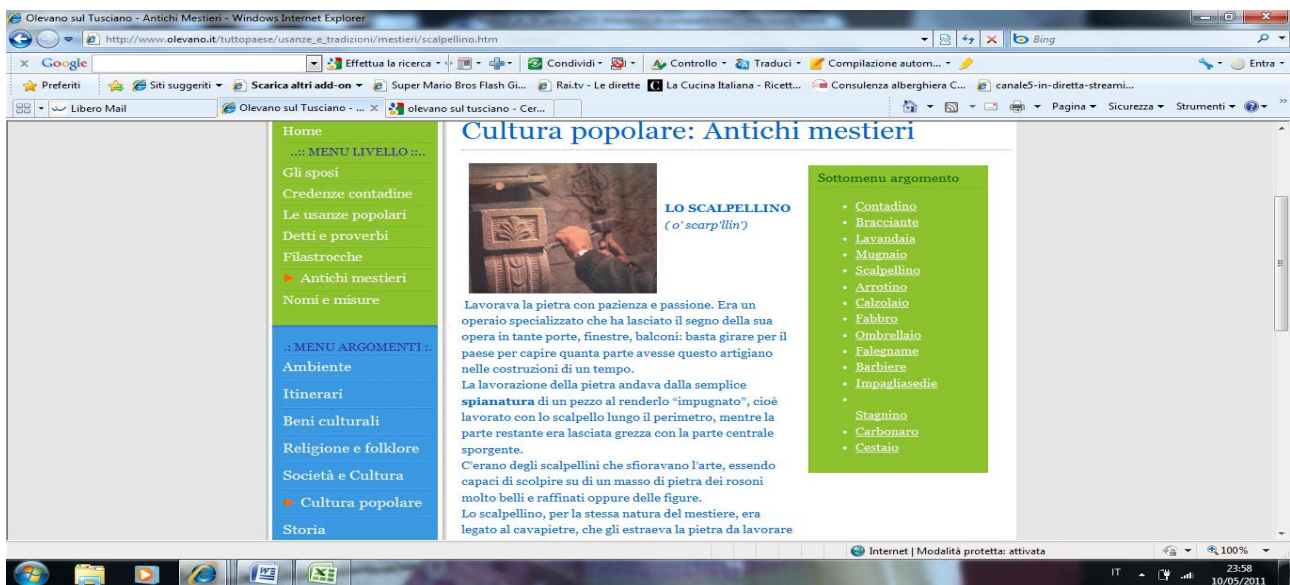 Olevano sul Tusciano - Antichi Mestieri - Windows Internet Explorer
http://www.olevano.it/tuttopaese/usanze_e_tradizioni/mestieri/scalpellino.htm
Bing
Google
Effettua la ricerca
Condividi
Controllo
Traduci
Compilazione autom...
Entra
Preferiti
Siti suggeriti
Scarica altri add-on
Super Mario Bros Flash Gi...
Rai.tv - Le dirette
La Cucina Italiana - Ricett...
Consulenza alberghiera C...
canale5-in-diretta-streami...
Libero Mail
Olevano sul Tusciano - ...
olevano sul tusciano - Cer...
Pagina
Sicurezza
Strumenti
Home
..:: MENU LIVELLO ::..
Gli sposi
Credenze contadine
Le usanze popolari
Detti e proverbi
Filastrocche
Antichi mestieri
Nomi e misure
.: MENU ARGOMENTI :.
Ambiente
Itinerari
Beni culturali
Religione e folklore
Società e Cultura
Cultura popolare
Storia
Cultura popolare: Antichi mestieri
LO SCALPELLINO
( o' scarp'llin')
Lavorava la pietra con pazienza e passione. Era un
operaio specializzato che ha lasciato il segno della sua
opera in tante porte, finestre, balconi: basta girare per il
paese per capire quanta parte avesse questo artigiano
nelle costruzioni di un tempo.
La lavorazione della pietra andava dalla semplice
spianatura di un pezzo al renderlo “impugnato”, cioè
lavorato con lo scalpello lungo il perimetro, mentre la
parte restante era lasciata grezza con la parte centrale
sporgente.
C'erano degli scalpellini che sfioravano l'arte, essendo
capaci di scolpire su di un masso di pietra dei rosoni
molto belli e raffinati oppure delle figure.
Lo scalpellino, per la stessa natura del mestiere, era
legato al cavapietre, che gli estraeva la pietra da lavorare
Sottomenu argomento
Contadino
Bracciante
Lavandaia
Mugnaio
Scalpellino
Arrotino
Calzolaio
Fabbro
Ombrellaio
Falegname
Barbiere
Impagliasedie
Stagnino
Carbonaro
Cestaio
Internet | Modalità protetta: attivata
100%
IT
23:58
10/05/2011